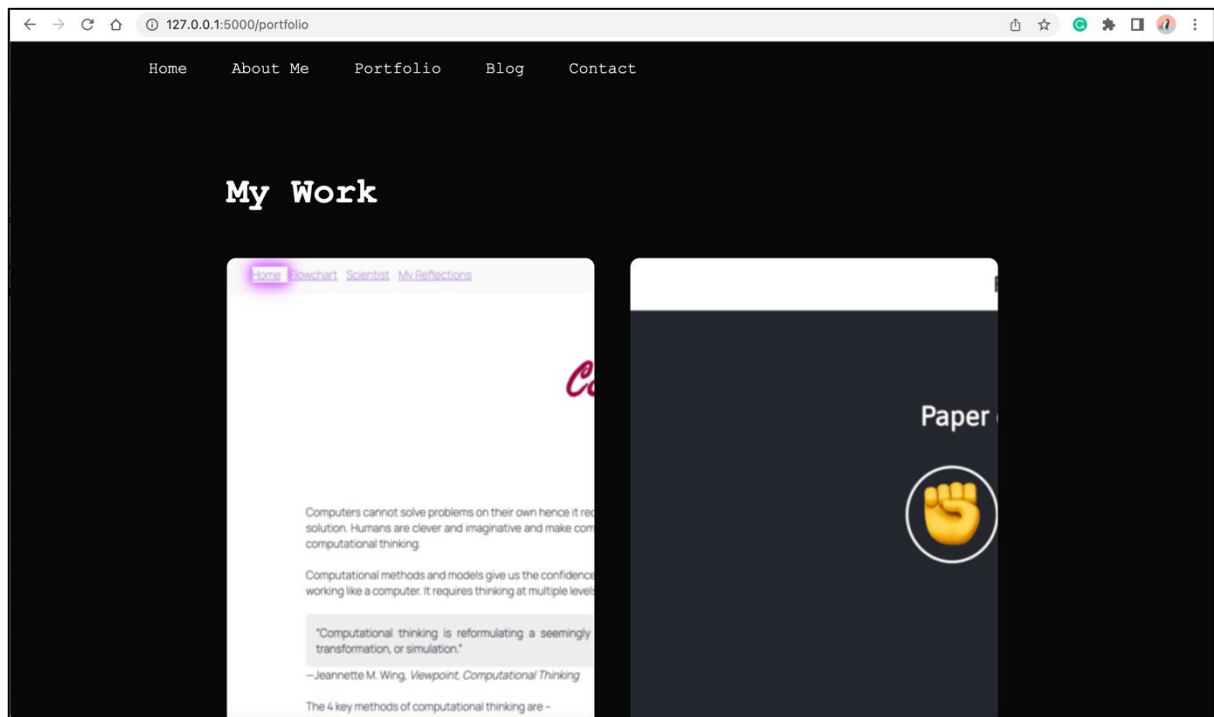 127.0.0.1:5000/portfolio
Home About Me Portfolio Blog Contact
My Work
Home Flowchart Scientist My Reflections
Computers cannot solve problems on their own hence it
solution. Humans are clever and imaginative and make
computational thinking.
Computational methods and models give us the confidence
working like a computer. It requires thinking at multiple
"Computational thinking is reformulating a seemingly
transformation, or simulation."
—Jeannette M. Wing, Viewpoint, Computational Thinking
The 4 key methods of computational thinking are –
Paper